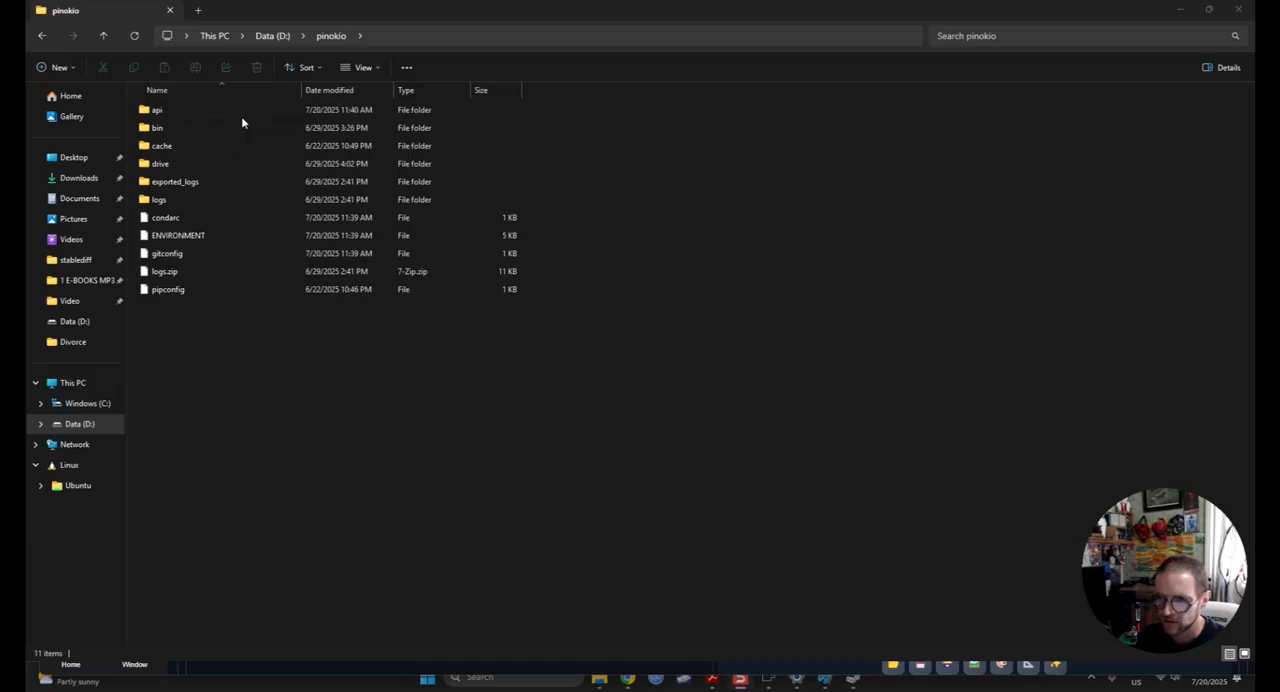 pinokio
This PC > Data (D:) > pinokio >
Search pinokio
New
Sort
View
Details
Name Date modified Type Size
Home
Gallery
Desktop
Downloads
Documents
Pictures
Videos
stablediff
1 E-BOOKS MP3
Video
Data (D:)
Divorce
This PC
Windows (C:)
Data (D:)
Network
Linux
Ubuntu
api 7/20/2025 11:40 AM File folder
bin 6/29/2025 3:26 PM File folder
cache 6/22/2025 10:49 PM File folder
drive 6/29/2025 4:02 PM File folder
exported_logs 6/29/2025 2:41 PM File folder
logs 6/29/2025 2:41 PM File folder
condarc 7/20/2025 11:39 AM File 1 KB
ENVIRONMENT 7/20/2025 11:39 AM File 5 KB
gitconfig 7/20/2025 11:39 AM File 1 KB
logs.zip 6/29/2025 2:41 PM 7-Zip.zip 11 KB
pipconfig 6/22/2025 10:46 PM File 1 KB
11 items
Home Window
Partly sunny
Search
US
7/20/2025